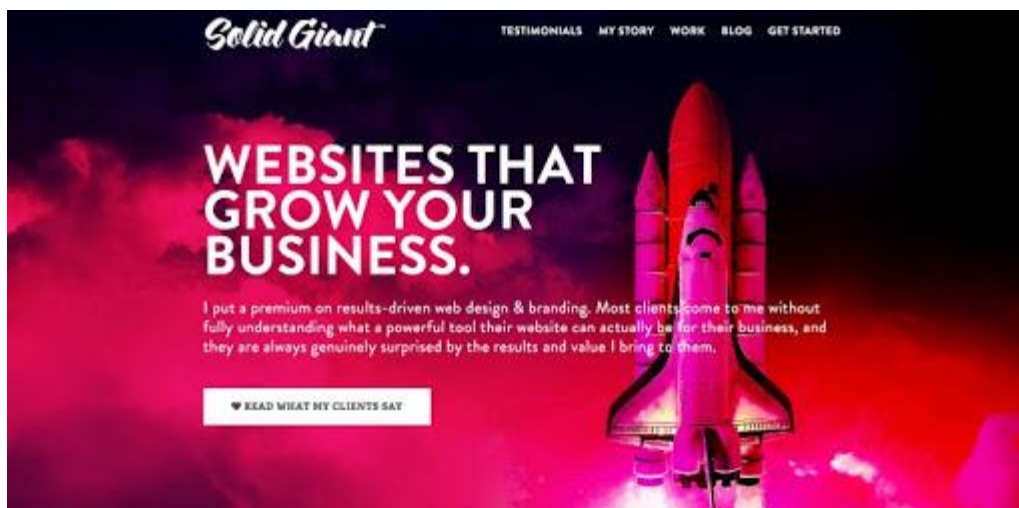 Solid Giant
TESTIMONIALS MY STORY WORK BLOG GET STARTED
WEBSITES THAT
GROW YOUR
BUSINESS.
I put a premium on results-driven web design & branding. Most clients come to me without
fully understanding what a powerful tool their website can actually be for their business, and
they are always genuinely surprised by the results and value I bring to them.
READ WHAT MY CLIENTS SAY